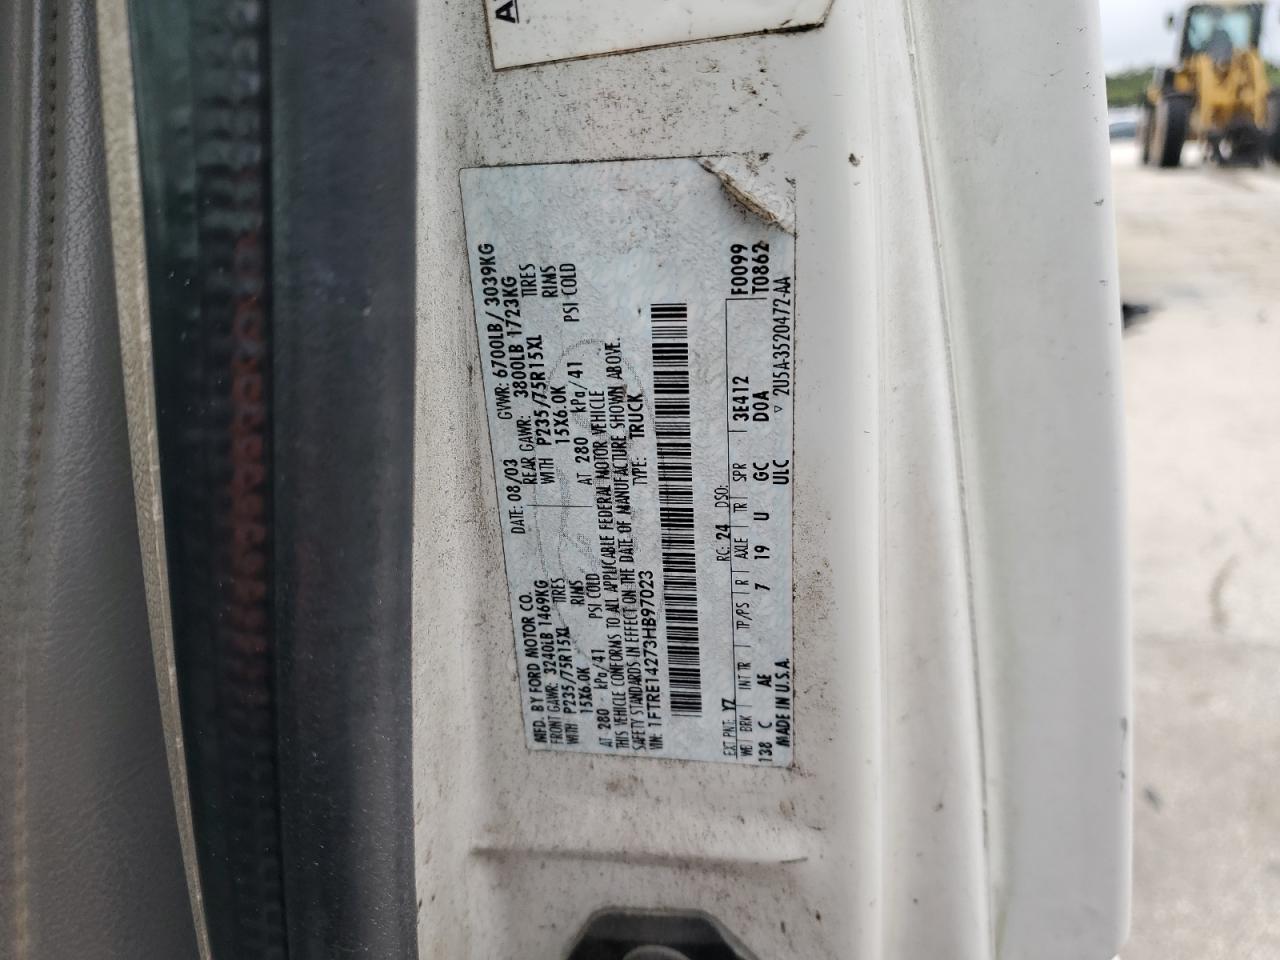 A
MFD. BY FORD MOTOR CO.
DATE: 08/03 GVWR: 6700LB/ 3039KG
FRONT GAWR: 3240LB 1469KG REAR GAWR: 3800LB 1723KG
WITH P235/75R15XL TIRES WITH P235/75R15XL TIRES
15X6.0K RIMS 15X6.0K RIMS
AT 280 kPa/41 PSI COLD AT 280 kPa/41 PSI COLD
THIS VEHICLE CONFORMS TO ALL APPLICABLE FEDERAL MOTOR VEHICLE
SAFETY STANDARDS IN EFFECT ON THE DATE OF MANUFACTURE SHOWN ABOVE.
VIN: 1FTRE14273HB97023 TYPE: TRUCK
F0099
T0862
EXT PNT: YZ RC: 24 DSO:
WB BRK INT TR TP/PS R AXLE TR SPR 3E412
138 C AE 7 19 U GC D0A
MADE IN U.S.A. ULC ▽ 2U5A-3520472-AA